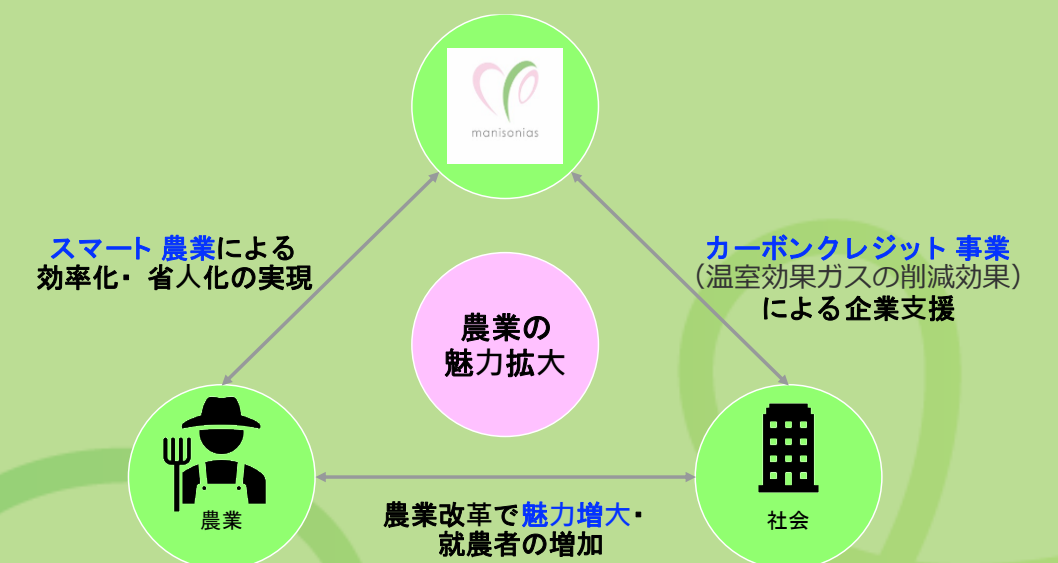 manisonias
スマート 農業による
効率化・ 省人化の実現
カーボンクレジット 事業
（温室効果ガスの削減効果）
による企業支援
農業の
魅力拡大
農業
社会
農業改革で魅力増大・
就農者の増加